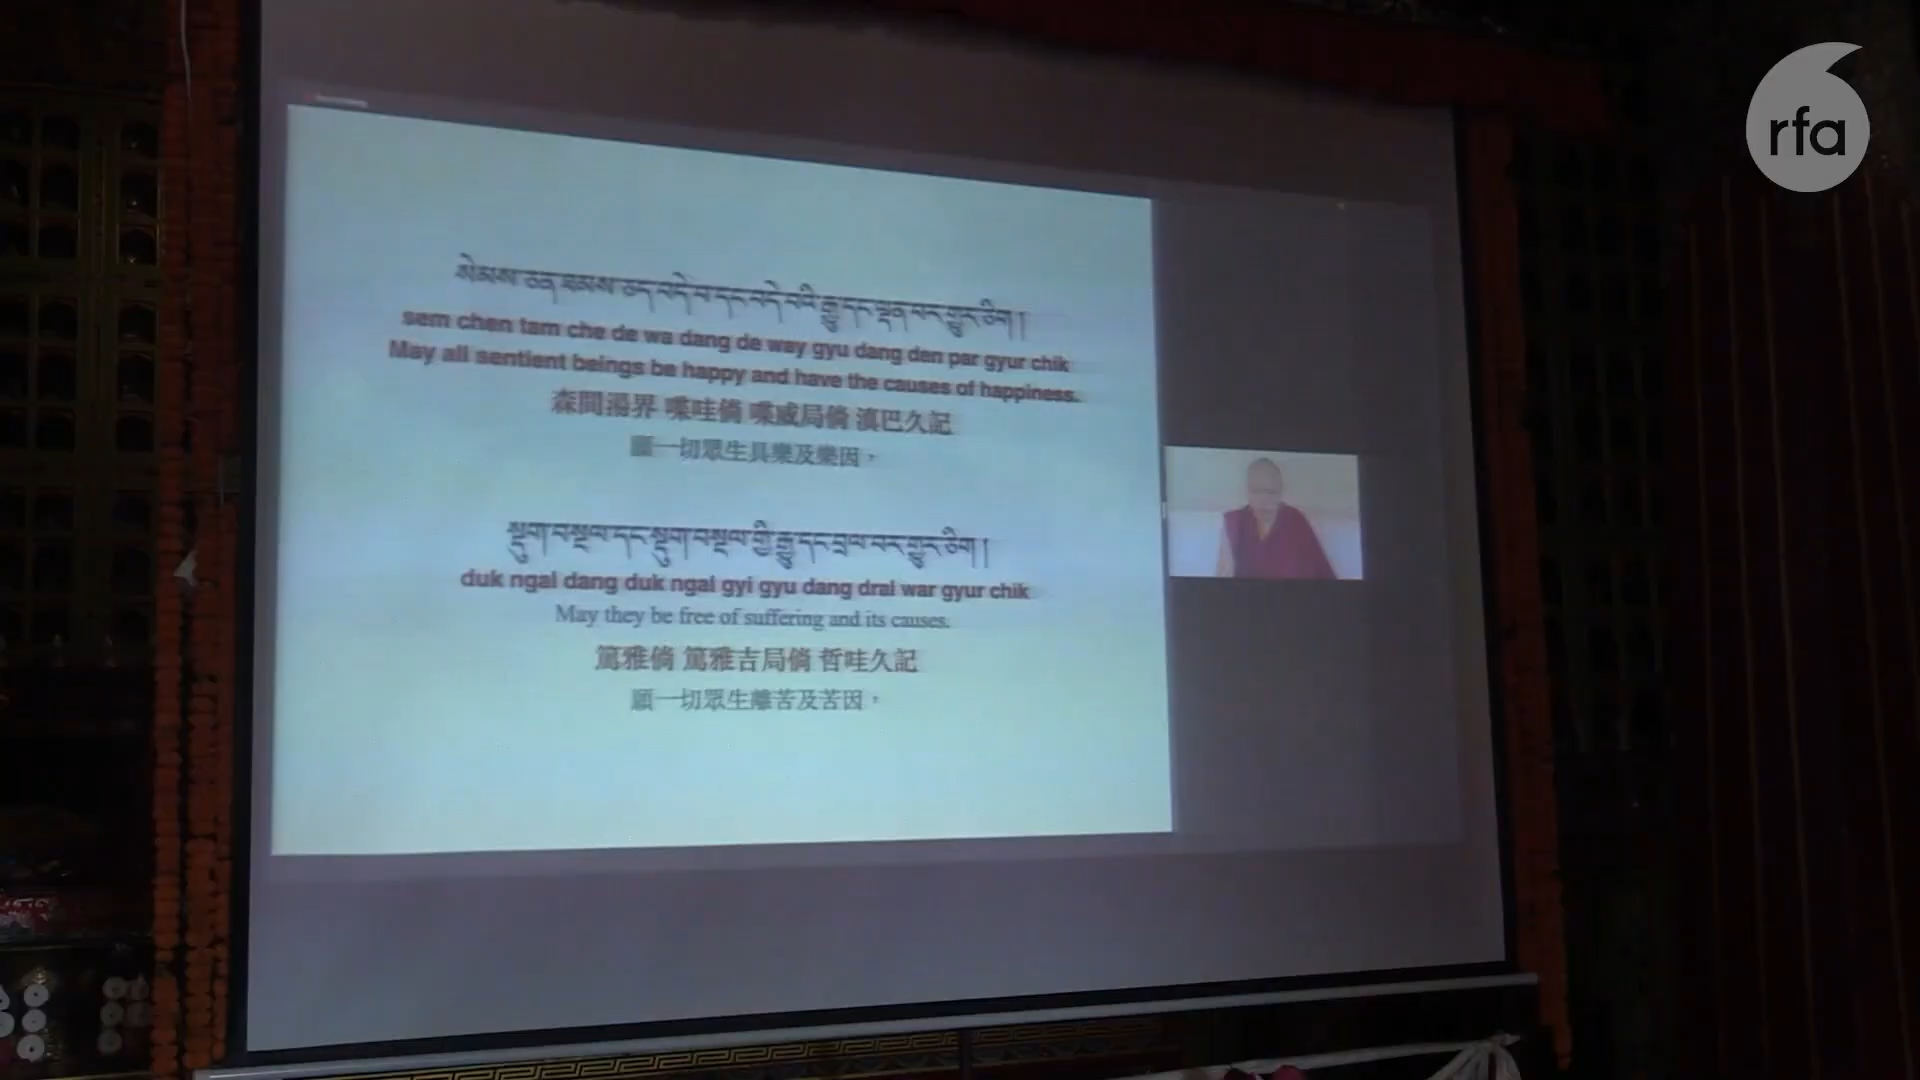 rfa
སེམས་ཅན་ཐམས་ཅད་བདེ་བ་དང་བདེ་བའི་རྒྱུ་དང་ལྡན་པར་གྱུར་ཅིག །
sem chen tam che de wa dang de way gyu dang den par gyur chik
May all sentient beings be happy and have the causes of happiness.
森間湯界 喋哇倘 喋威局倘 滇巴久記
願一切眾生具樂及樂因，
སྡུག་བསྔལ་དང་སྡུག་བསྔལ་གྱི་རྒྱུ་དང་བྲལ་བར་གྱུར་ཅིག །
duk ngal dang duk ngal gyi gyu dang dral war gyur chik
May they be free of suffering and its causes.
篤雅倘 篤雅吉局倘 哲哇久記
願一切眾生離苦及苦因，